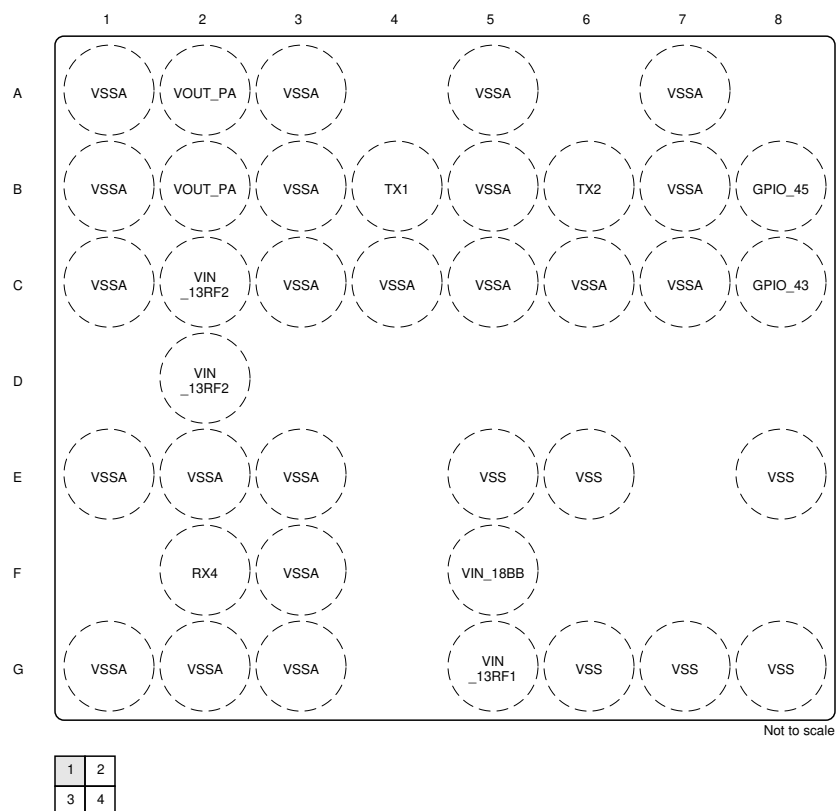 1 2 3 4 5 6 7 8
A VSSA VOUT_PA VSSA VSSA VSSA
B VSSA VOUT_PA VSSA TX1 VSSA TX2 VSSA GPIO_45
C VSSA VIN _13RF2 VSSA VSSA VSSA VSSA VSSA GPIO_43
D VIN _13RF2
E VSSA VSSA VSSA VSS VSS VSS
F RX4 VSSA VIN_18BB
G VSSA VSSA VSSA VIN _13RF1 VSS VSS VSS
Not to scale
1 2
3 4